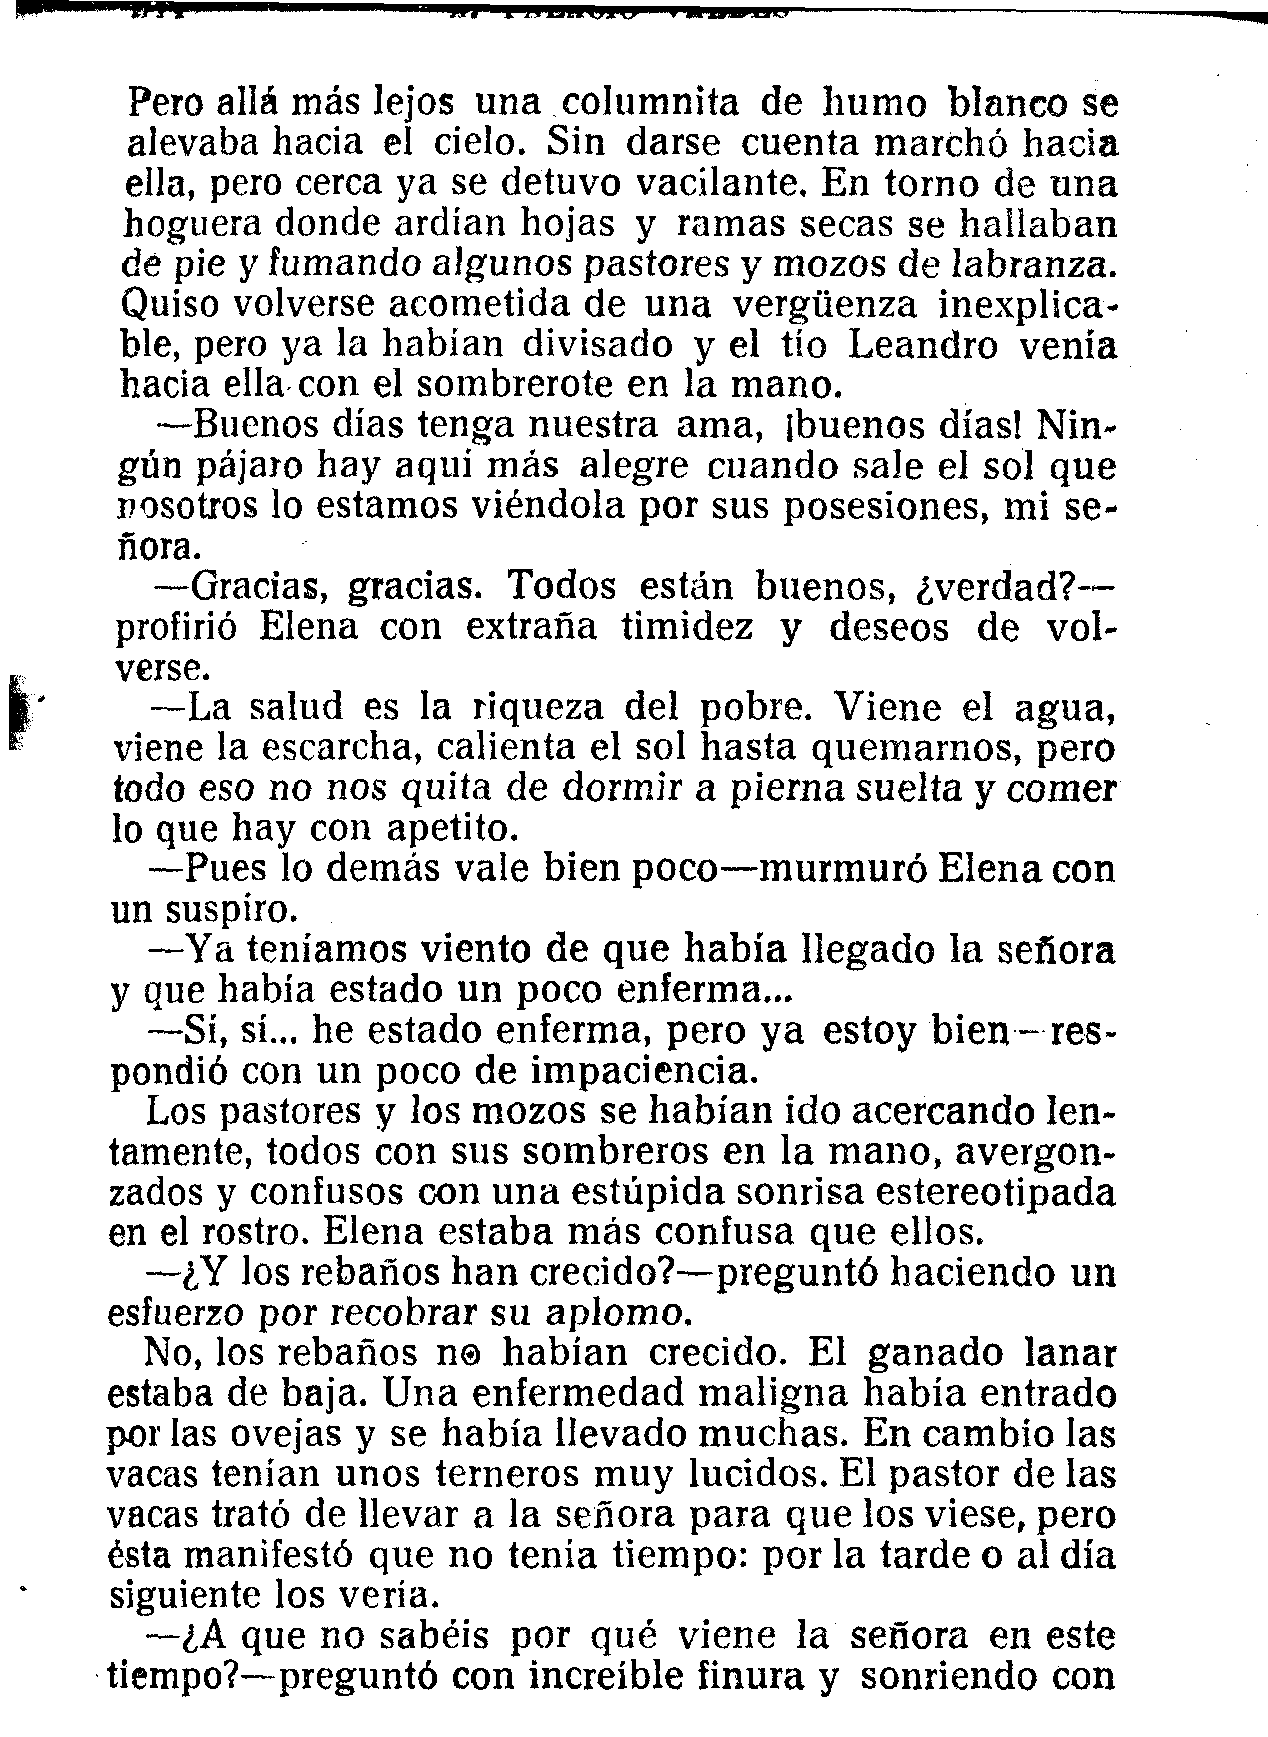 Pero allá más lejos una columnita de humo blanco se
alevaba hacia el cielo. Sin darse cuenta marchó hacia
ella, pero cerca ya se detuvo vacilante. En torno de una
hoguera donde ardían hojas y ramas secas se hallaban
de pie y fumando algunos pastores y mozos de labranza.
Quiso volverse acometida de una vergüenza inexplica-
ble, pero ya la habían divisado y el tío Leandro venía
hacia ella con el sombrerote en la mano.
—Buenos días tenga nuestra ama, ¡buenos días! Nin-
gún pájaro hay aquí más alegre cuando sale el sol que
nosotros lo estamos viéndola por sus posesiones, mi se-
ñora.
—Gracias, gracias. Todos están buenos, ¿verdad?—
profirió Elena con extraña timidez y deseos de vol-
verse.
—La salud es la riqueza del pobre. Viene el agua,
viene la escarcha, calienta el sol hasta quemarnos, pero
todo eso no nos quita de dormir a pierna suelta y comer
lo que hay con apetito.
—Pues lo demás vale bien poco—murmuró Elena con
un suspiro.
—Ya teníamos viento de que había llegado la señora
y que había estado un poco enferma...
—Sí, sí... he estado enferma, pero ya estoy bien—res-
pondió con un poco de impaciencia.
Los pastores y los mozos se habían ido acercando len-
tamente, todos con sus sombreros en la mano, avergon-
zados y confusos con una estúpida sonrisa estereotipada
en el rostro. Elena estaba más confusa que ellos.
—¿Y los rebaños han crecido?—preguntó haciendo un
esfuerzo por recobrar su aplomo.
No, los rebaños no habían crecido. El ganado lanar
estaba de baja. Una enfermedad maligna había entrado
por las ovejas y se había llevado muchas. En cambio las
vacas tenían unos terneros muy lucidos. El pastor de las
vacas trató de llevar a la señora para que los viese, pero
ésta manifestó que no tenía tiempo: por la tarde o al día
siguiente los vería.
—¿A que no sabéis por qué viene la señora en este
tiempo?—preguntó con increíble finura y sonriendo con